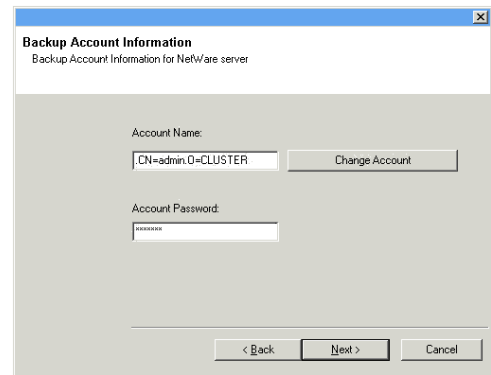 Backup Account Information
Backup Account Information for NetWare server
Account Name:
.CN=admin.O=CLUSTER
Change Account
Account Password:
*******
< Back
Next >
Cancel